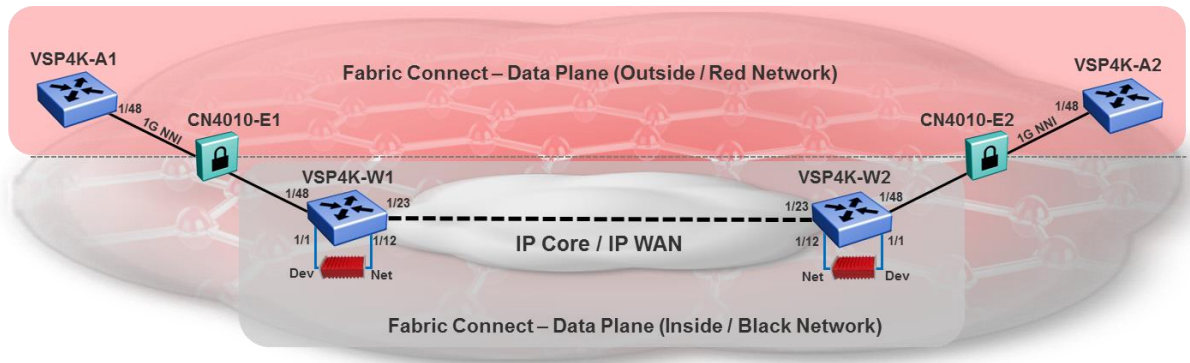 VSP4K-A1
Fabric Connect – Data Plane (Outside / Red Network)
VSP4K-A2
1/48
1G NNI
CN4010-E1
CN4010-E2
1G NNI
1/48
VSP4K-W1
VSP4K-W2
1/48
1/23
1/23
1/48
IP Core / IP WAN
1/1
1/12
1/12
1/1
Dev
Net
Net
Dev
Fabric Connect – Data Plane (Inside / Black Network)